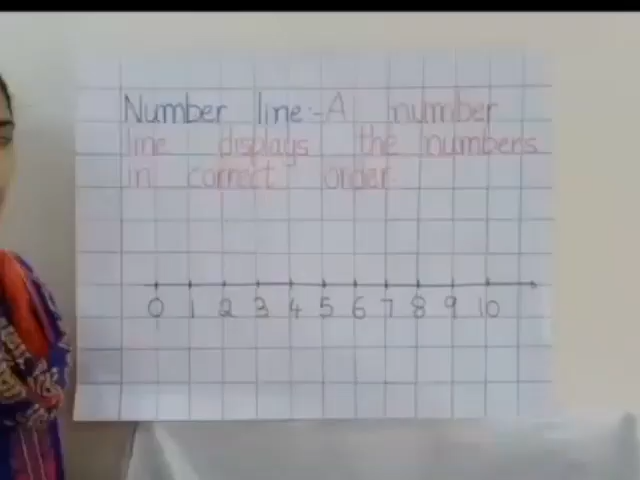 Number line:-A number
line displays the numbers
in correct order
0 1 2 3 4 5 6 7 8 9 10